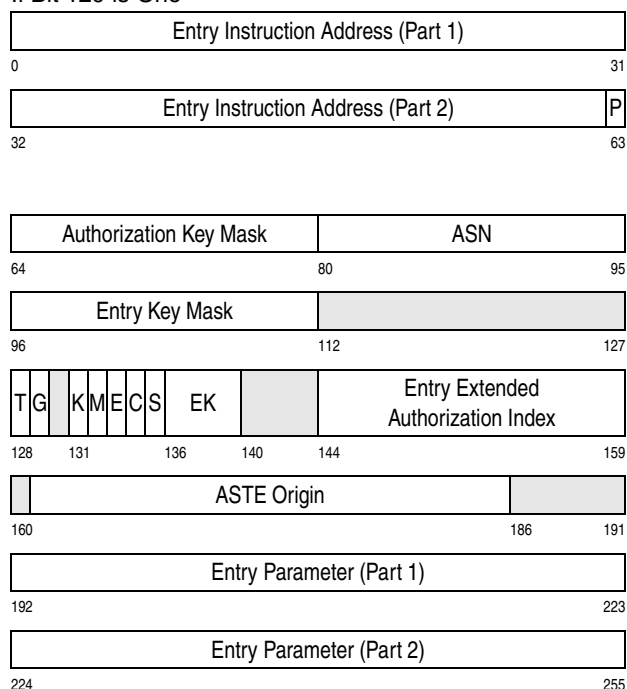 Entry Instruction Address (Part 1)
0 31
Entry Instruction Address (Part 2) P
32 63
Authorization Key Mask ASN
64 80 95
Entry Key Mask
96 112 127
T G K M E C S EK Entry Extended
Authorization Index
128 131 136 140 144 159
ASTE Origin
160 186 191
Entry Parameter (Part 1)
192 223
Entry Parameter (Part 2)
224 255